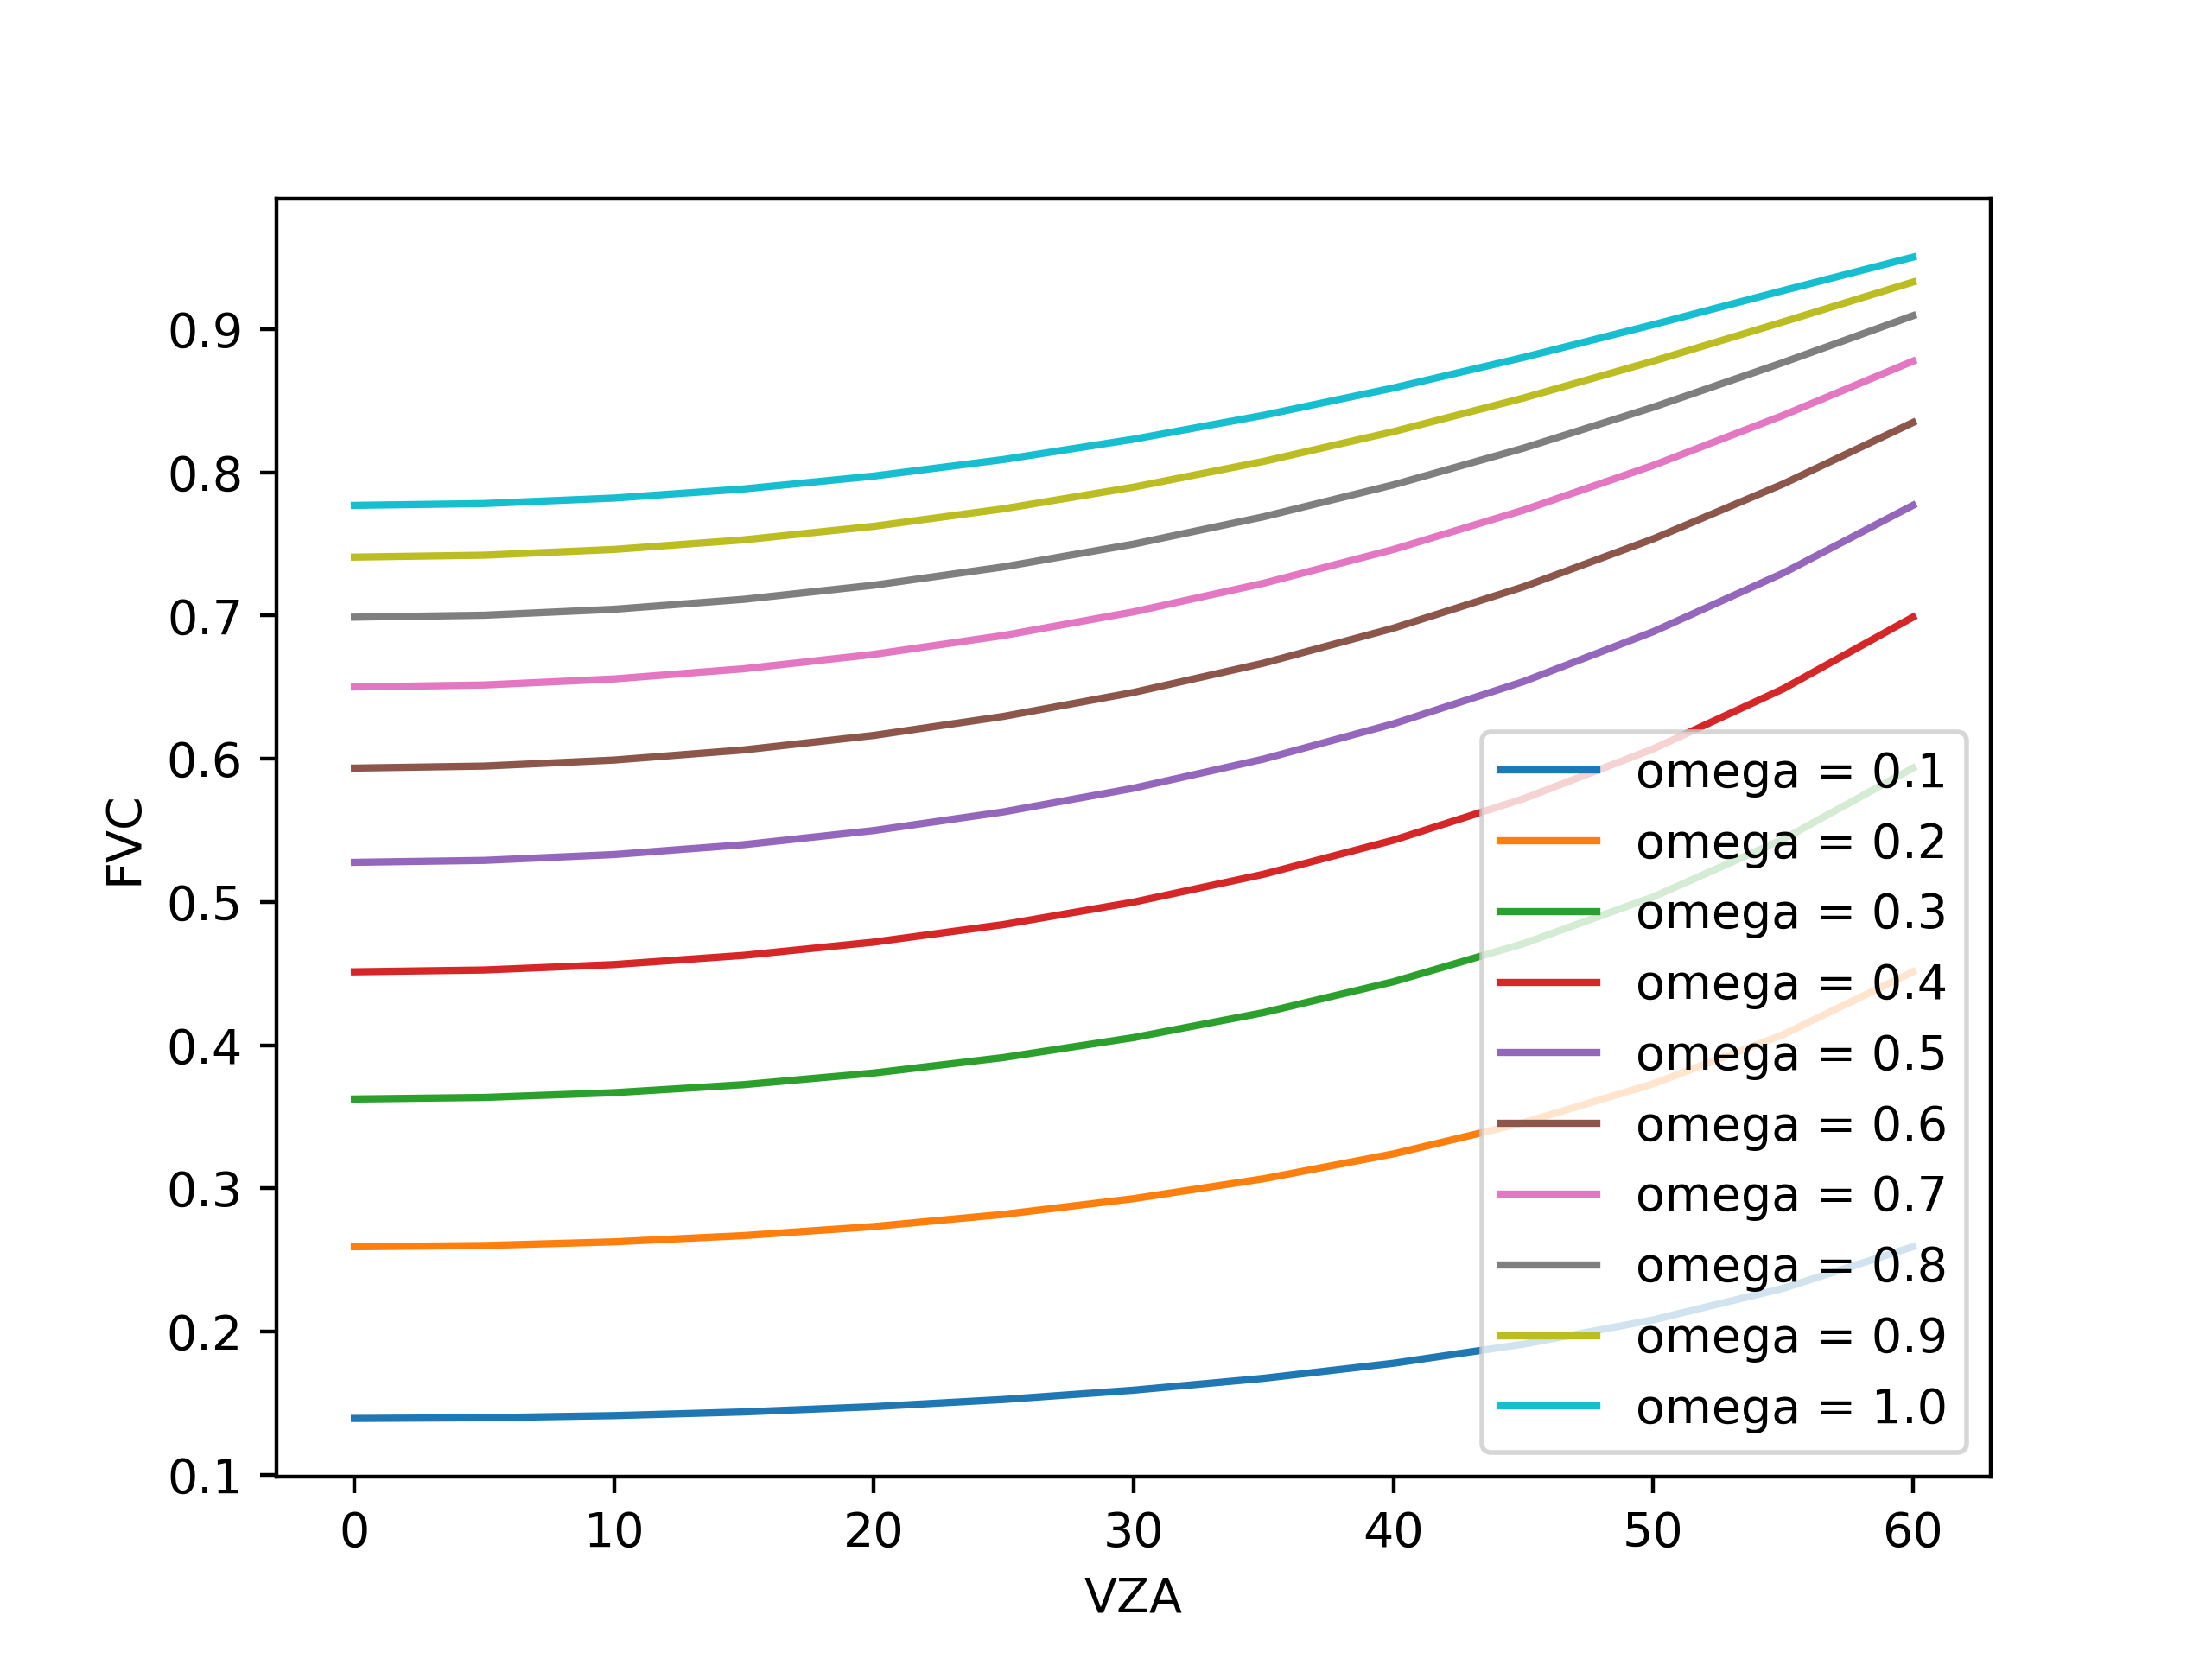 FVC
0.9
0.8
0.7
0.6
0.5
0.4
0.3
0.2
0.1
omega = 0.1
omega = 0.2
omega = 0.3
omega = 0.4
omega = 0.5
omega = 0.6
omega = 0.7
omega = 0.8
omega = 0.9
omega = 1.0
0 10 20 30 40 50 60
VZA